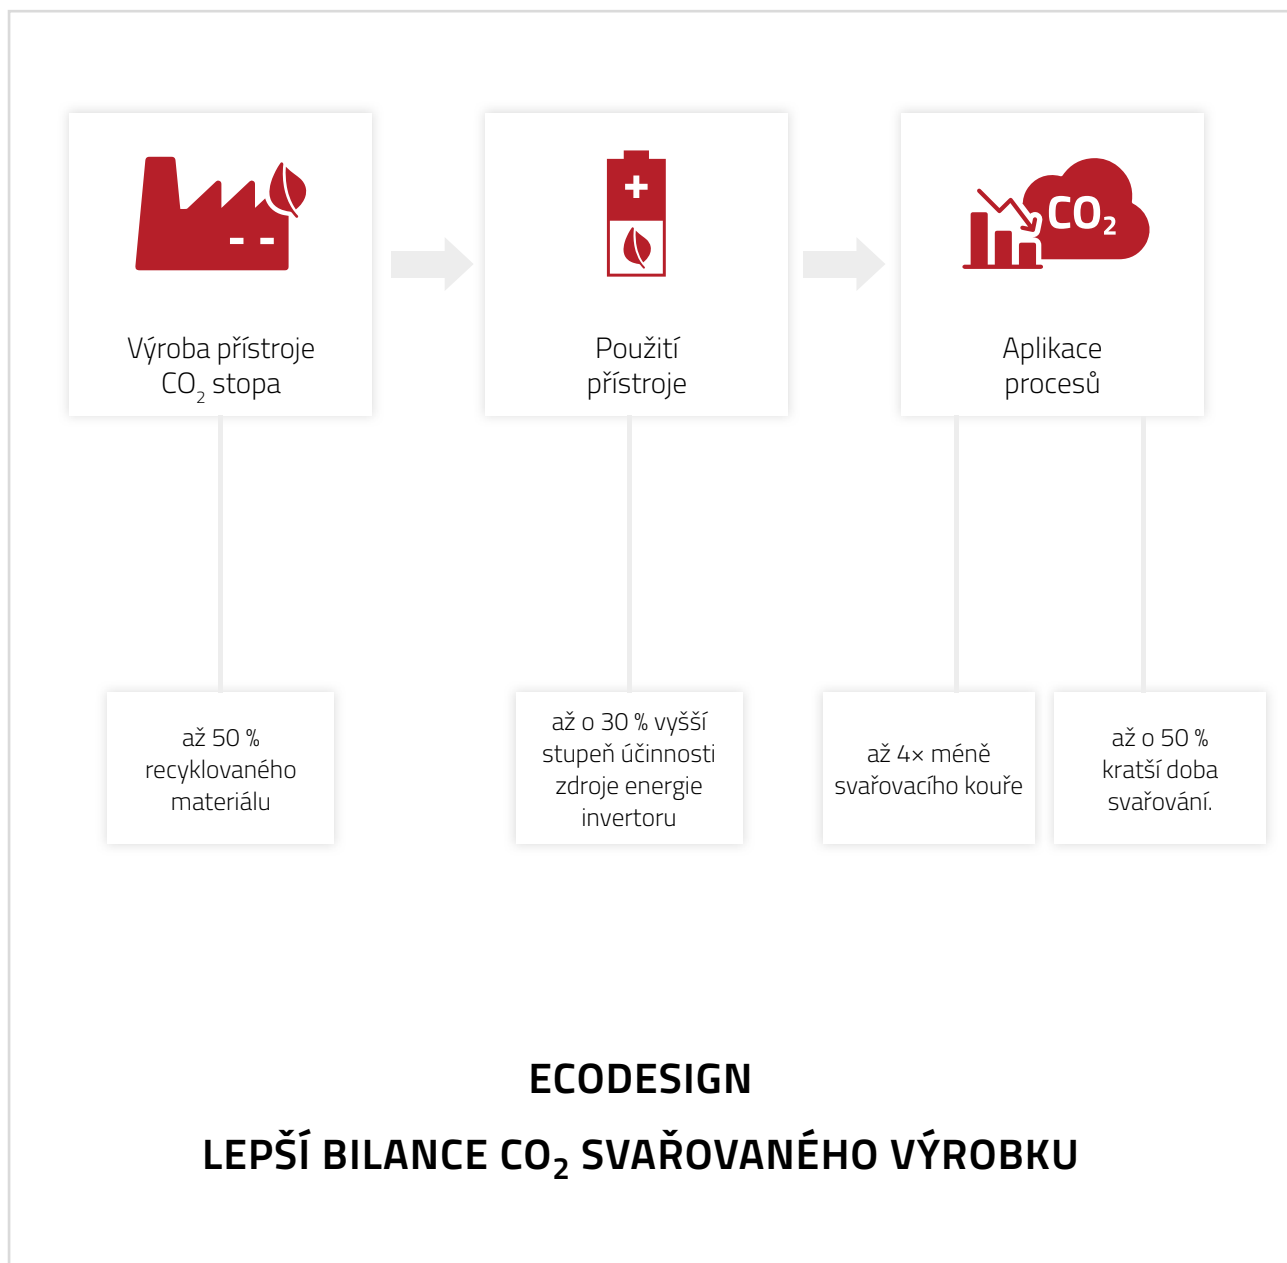 CO₂
Výroba přístroje
CO₂ stopa
Použití
přístroje
Aplikace
procesů
až 50 %
recyklovaného
materiálu
až o 30 % vyšší
stupeň účinnosti
zdroje energie
invertoru
až 4× méně
svařovacího kouře
až o 50 %
kratší doba
svařování.
ECODESIGN
LEPŠÍ BILANCE CO₂ SVAŘOVANÉHO VÝROBKU